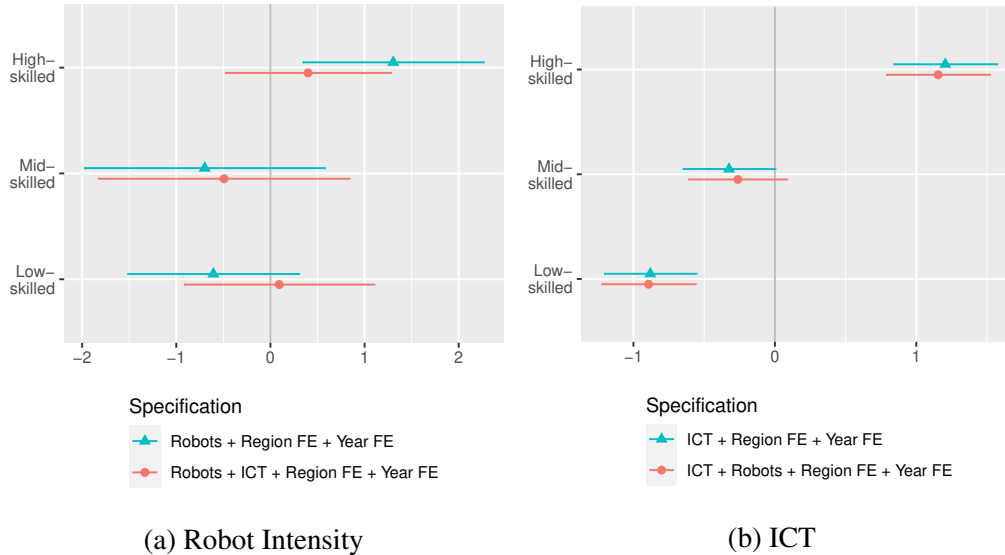 High−
skilled
Mid−
skilled
Low−
skilled
−2
−1
0
1
2
Specification
Robots + Region FE + Year FE
Robots + ICT + Region FE + Year FE
(a) Robot Intensity
High−
skilled
Mid−
skilled
Low−
skilled
−1
0
1
Specification
ICT + Region FE + Year FE
ICT + Robots + Region FE + Year FE
(b) ICT